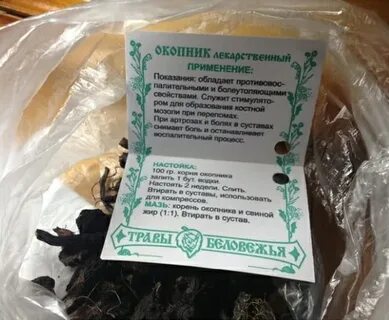 ОКОПНИК ЛЕКАРСТВЕННЫЙ
ПРИМЕНЕНИЕ:
Показания: обладает противовос-
палительными и болеутоляющими
свойствами. Служит стимулято-
ром для образования костной
мозоли при переломах.
При артрозах и болях в суставах
снимает боль и останавливает
воспалительный процесс.
НАСТОЙКА:
100 гр. корня окопника
залить 1 бут. водки.
Настоять 2 недели. Слить.
Втирать в суставы, использовать
для компрессов.
МАЗЬ: корень окопника и свиной
жир (1:1). Втирать в сустав.
ТРАВЫ БЕЛОВЕЖЬЯ